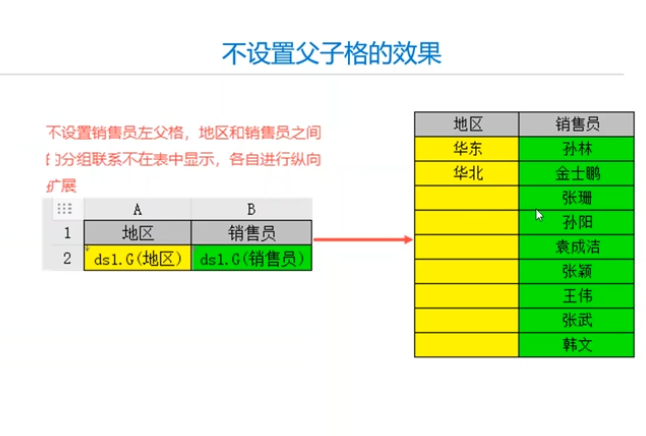 不设置父子格的效果
不设置销售员左父格，地区和销售员之间
的分组联系不在表中显示，各自进行纵向
扩展
A B
1 地区 销售员
2 ds1.G(地区) ds1.G(销售员)
地区 销售员
华东 孙林
华北 金士鹏
张珊
孙阳
袁成洁
张颖
王伟
张武
韩文